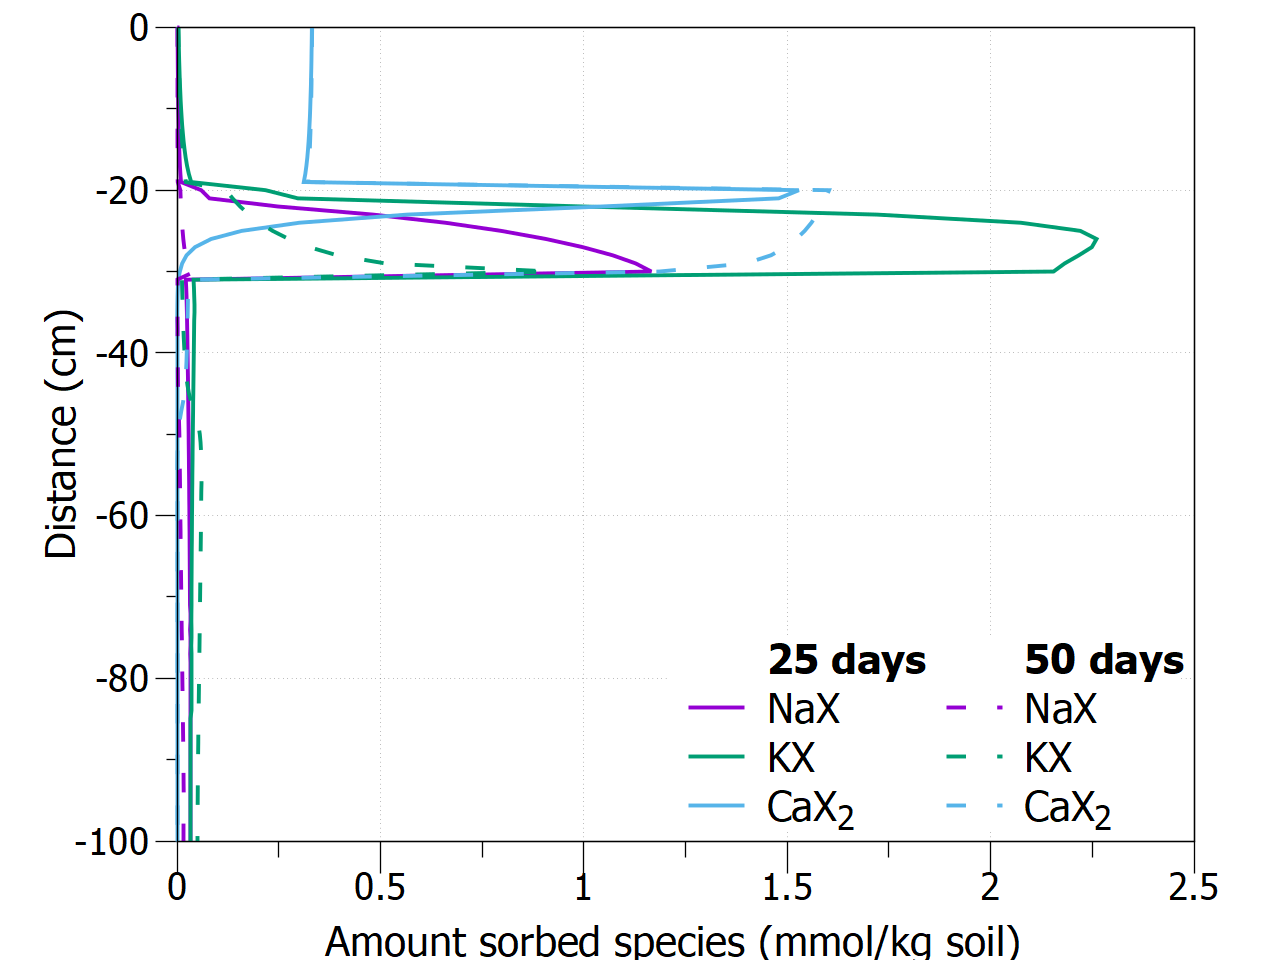 0
-20
-40
-60
-80
-100
Distance (cm)
25 days 50 days
NaX NaX
KX KX
CaX₂ CaX₂
0 0.5 1 1.5 2 2.5
Amount sorbed species (mmol/kg soil)